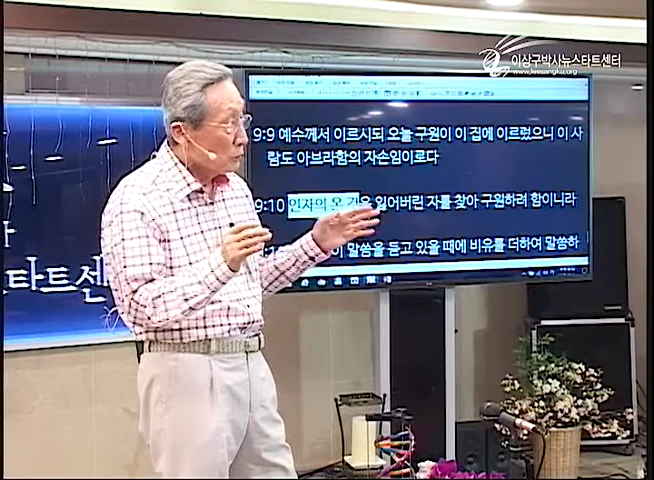 이상구박사뉴스타트센터
www.leesangku.org
9:9 예수께서 이르시되 오늘 구원이 이 집에 이르렀으니 이 사
람도 아브라함의 자손임이로다
9:10 인자의 온 것은 잃어버린 자를 찾아 구원하려 함이니라
이 말씀을 듣고 있을 때에 비유를 더하여 말씀하
스타트센